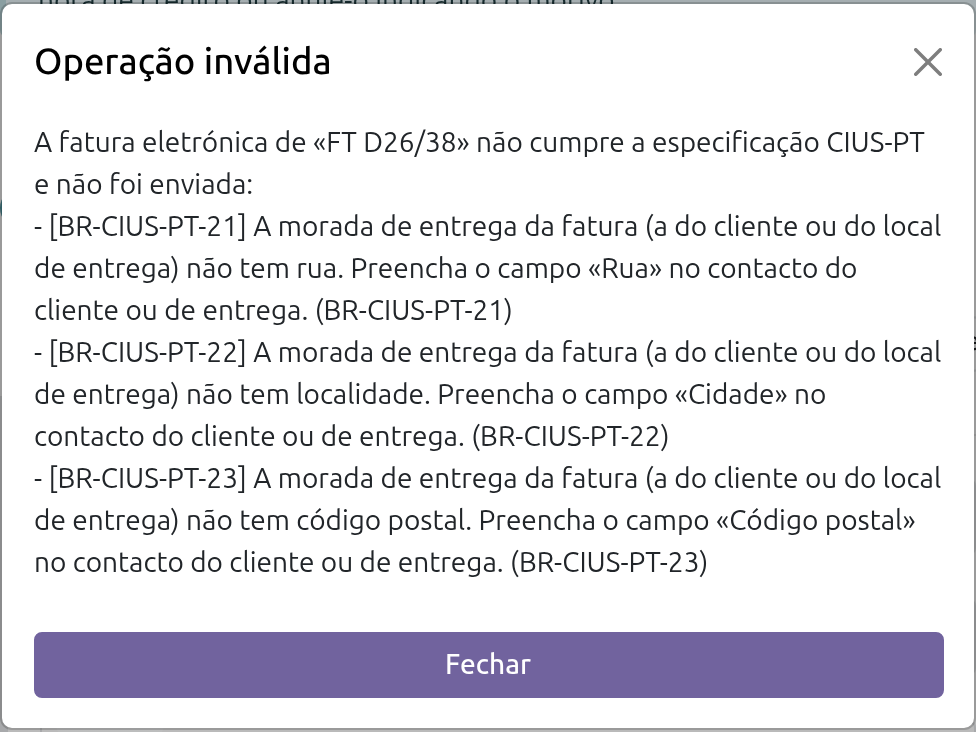 Operação inválida
A fatura eletrónica de «FT D26/38» não cumpre a especificação CIUS-PT
e não foi enviada:
- [BR-CIUS-PT-21] A morada de entrega da fatura (a do cliente ou do local
de entrega) não tem rua. Preencha o campo «Rua» no contacto do
cliente ou de entrega. (BR-CIUS-PT-21)
- [BR-CIUS-PT-22] A morada de entrega da fatura (a do cliente ou do local
de entrega) não tem localidade. Preencha o campo «Cidade» no
contacto do cliente ou de entrega. (BR-CIUS-PT-22)
- [BR-CIUS-PT-23] A morada de entrega da fatura (a do cliente ou do local
de entrega) não tem código postal. Preencha o campo «Código postal»
no contacto do cliente ou de entrega. (BR-CIUS-PT-23)
Fechar